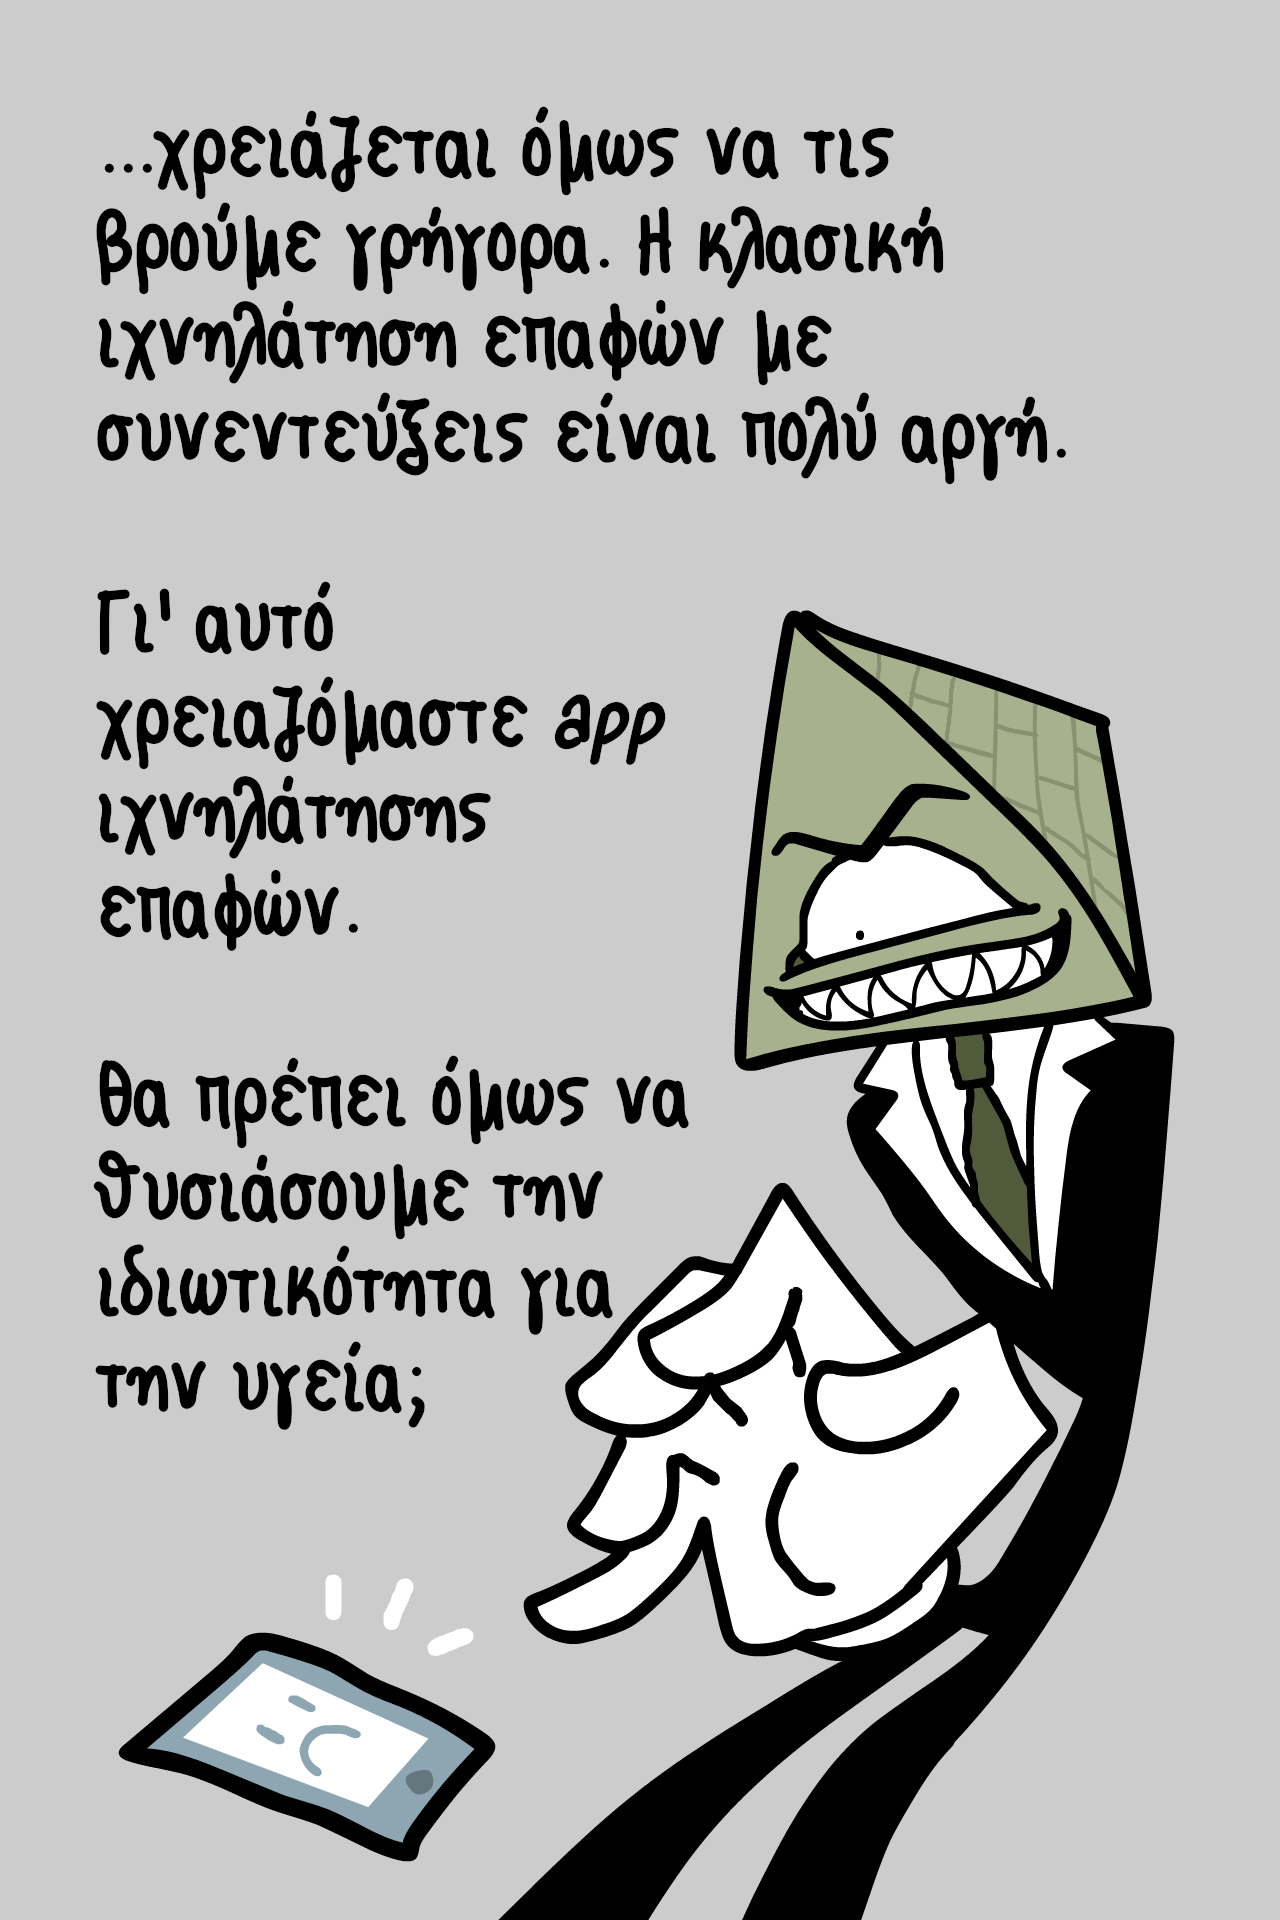 ...χρειάζεται όμως να τις
βρούμε γρήγορα. Η κλασική
ιχνηλάτηση επαφών με
συνεντεύξεις είναι πολύ αργή.
Γι' αυτό
χρειαζόμαστε app
ιχνηλάτησης
επαφών.
Θα πρέπει όμως να
θυσιάσουμε την
ιδιωτικότητα για
την υγεία;